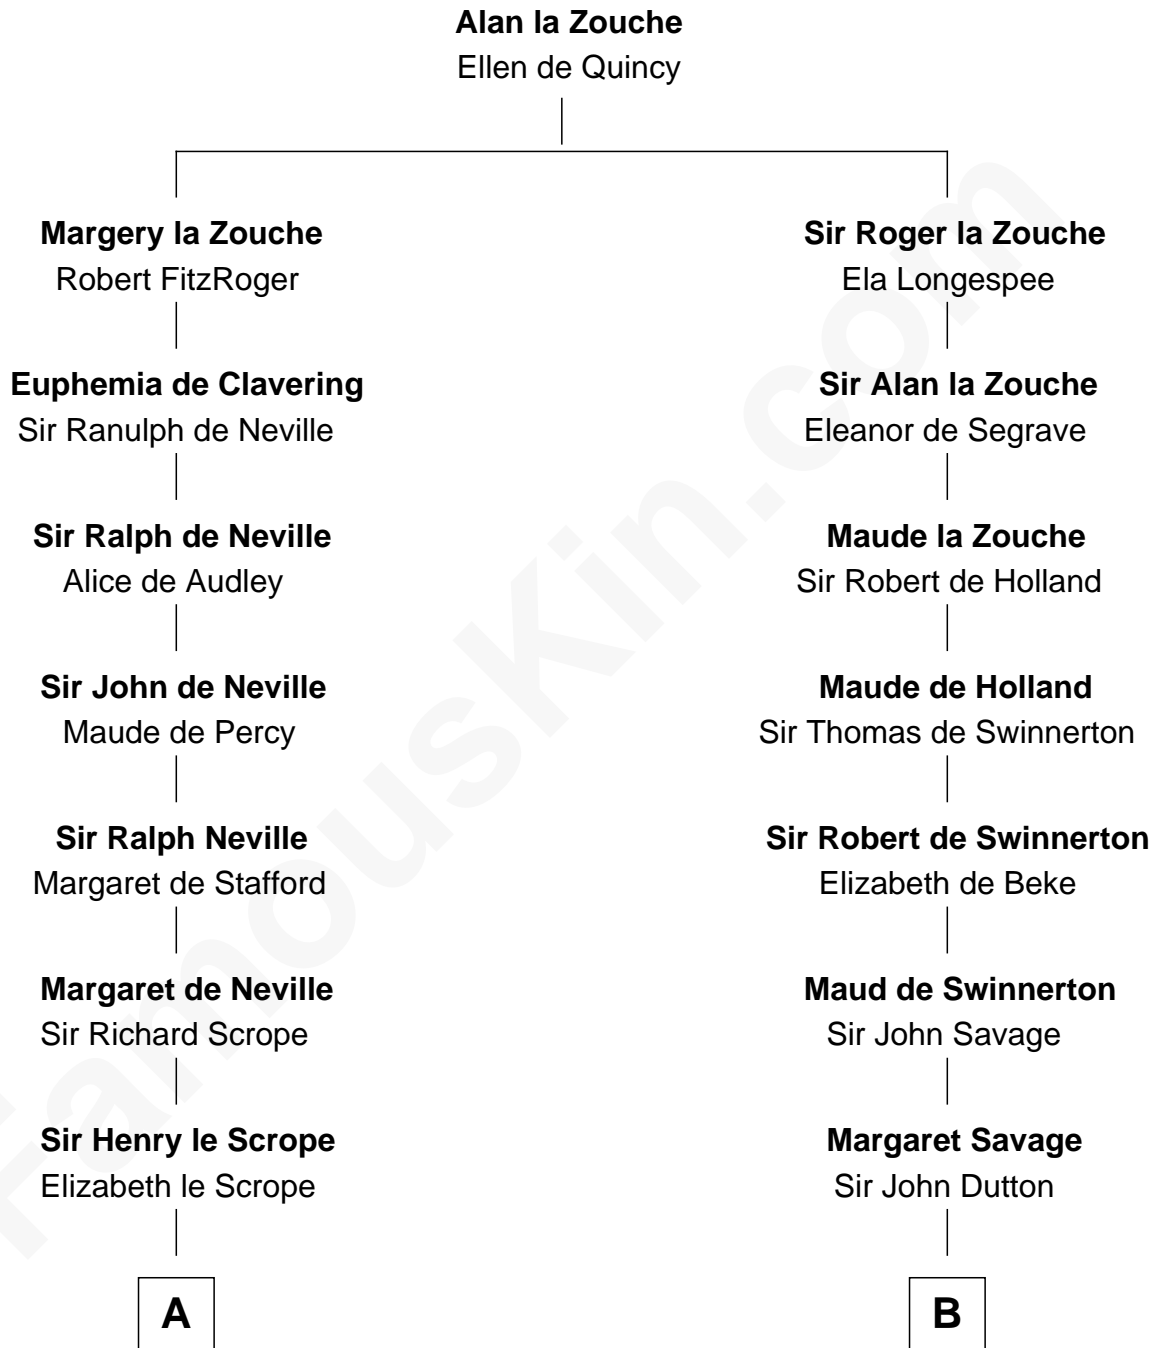 Alan la Zouche
Ellen de Quincy
Margery la Zouche
Robert FitzRoger
Sir Roger la Zouche
Ela Longespee
Euphemia de Clavering
Sir Ranulph de Neville
Sir Alan la Zouche
Eleanor de Segrave
Sir Ralph de Neville
Alice de Audley
Maude la Zouche
Sir Robert de Holland
Sir John de Neville
Maude de Percy
Maude de Holland
Sir Thomas de Swinnerton
Sir Ralph Neville
Margaret de Stafford
Sir Robert de Swinnerton
Elizabeth de Beke
Margaret de Neville
Sir Richard Scrope
Maud de Swinnerton
Sir John Savage
Sir Henry le Scrope
Elizabeth le Scrope
Margaret Savage
Sir John Dutton
A
B
FamousKin.com